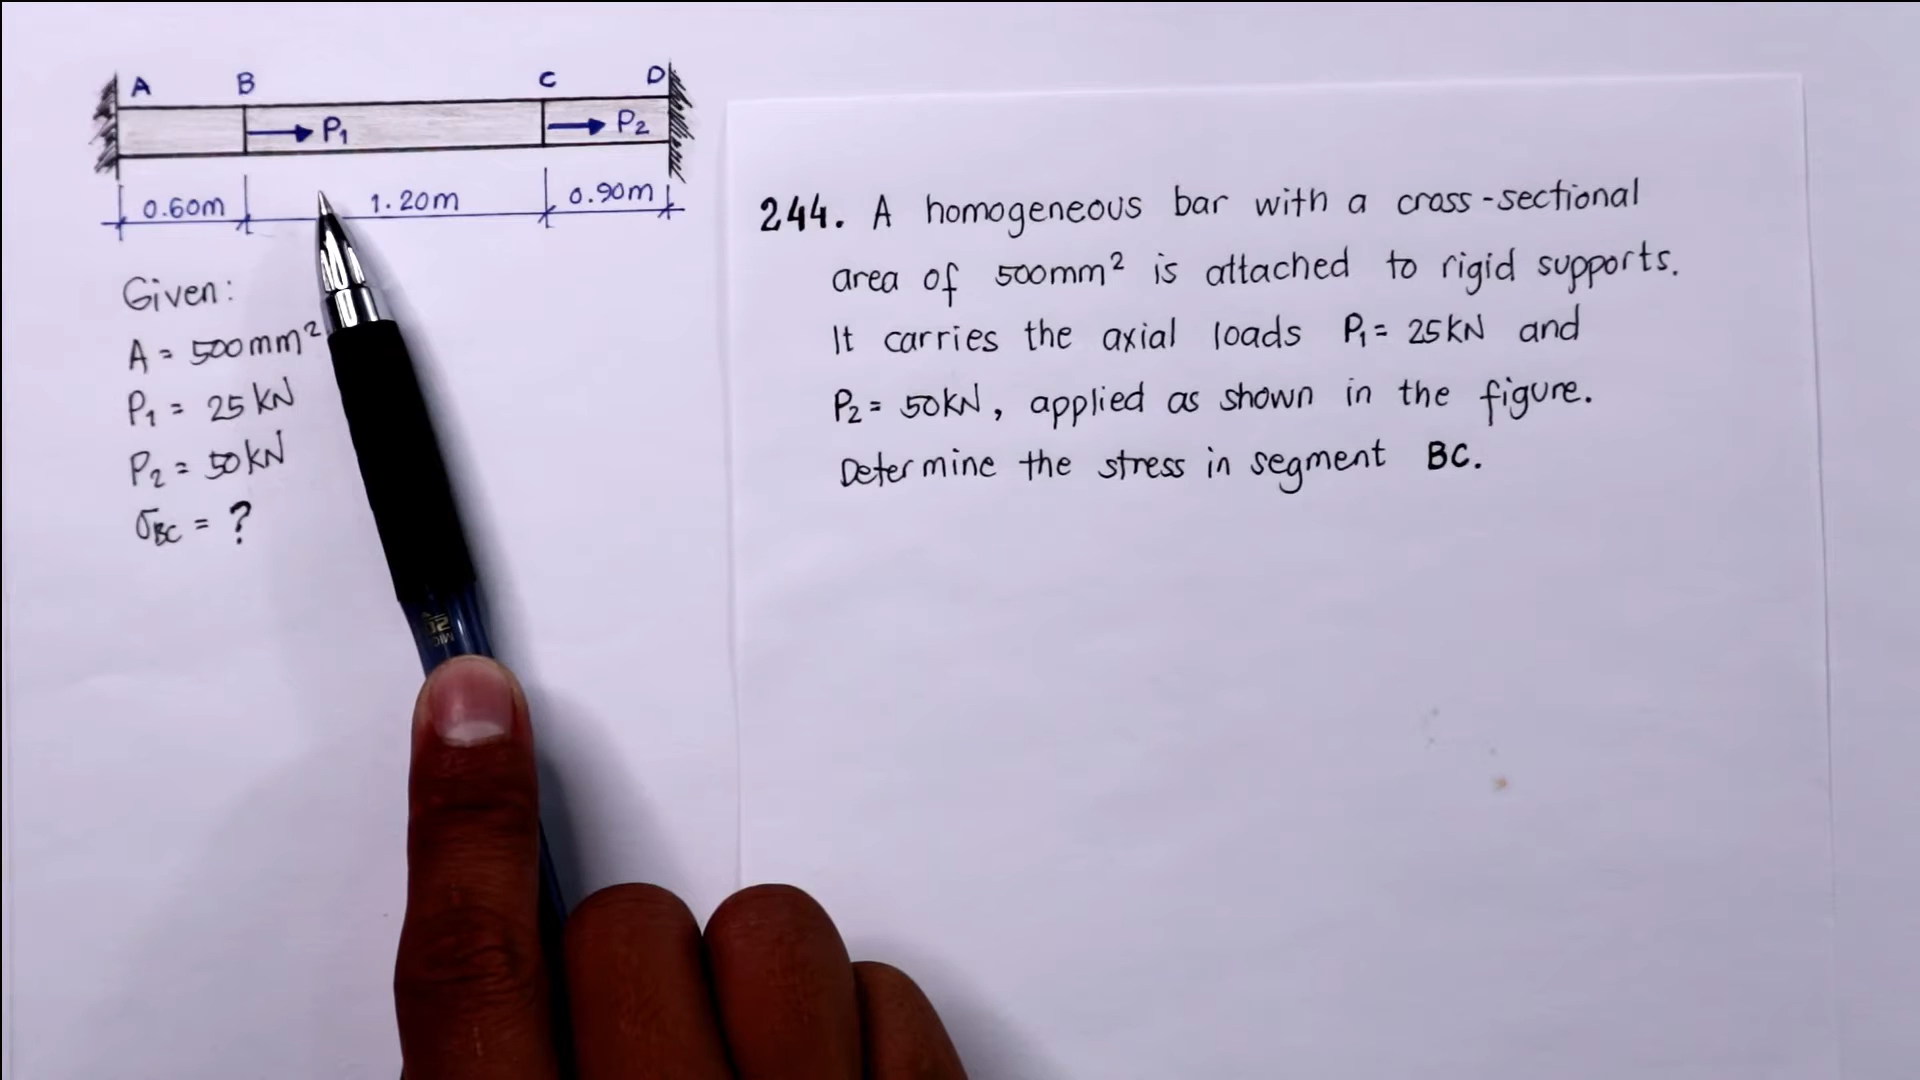 A B C D
P₁ P₂
0.60m 1.20m 0.90m
Given:
A = 500mm²
P₁ = 25 kN
P₂ = 50 kN
σBC = ?
244. A homogeneous bar with a cross-sectional
area of 500mm² is attached to rigid supports.
It carries the axial loads P₁ = 25kN and
P₂ = 50kN, applied as shown in the figure.
Determine the stress in segment BC.